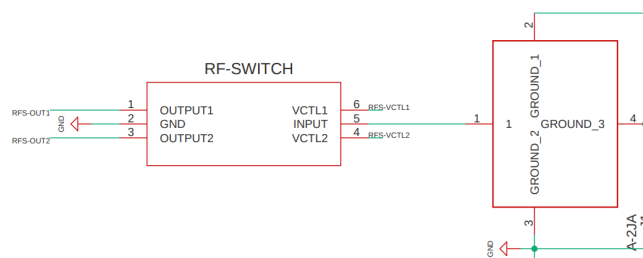 RF-SWITCH
RFS-OUT1
1
OUTPUT1
VCTL1
6
RFS-VCTL1
GND
2
GND
INPUT
5
RFS-OUT2
3
OUTPUT2
VCTL2
4
RFS-VCTL2
2
GROUND_1
1
1
GROUND_3
4
GROUND_2
3
GND
A-2JA